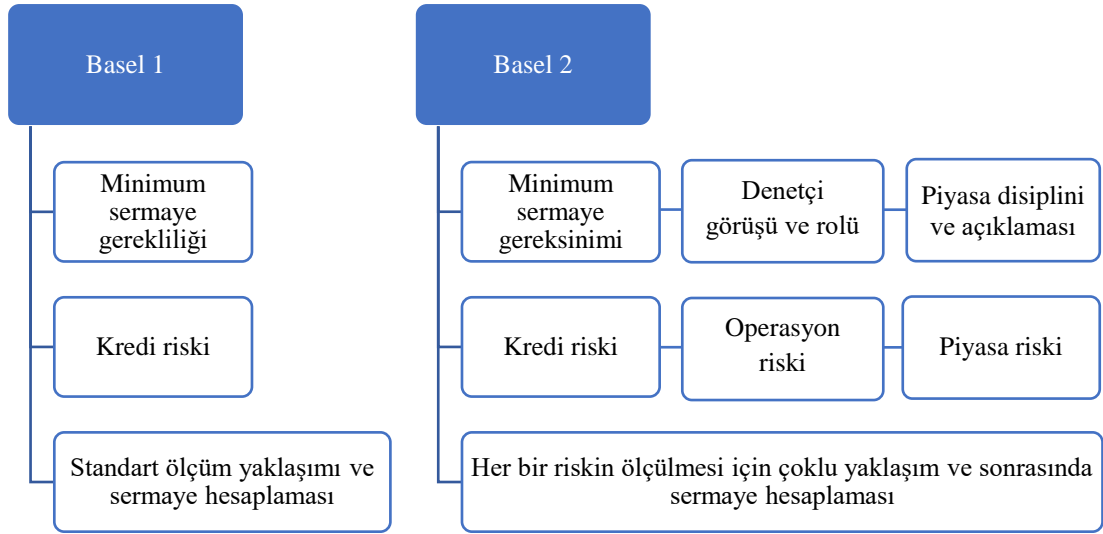 Basel 1
Basel 2
Minimum
sermaye
gerekliliği
Minimum
sermaye
gereksinimi
Denetçi
görüşü ve rolü
Piyasa disiplini
ve açıklaması
Kredi riski
Kredi riski
Operasyon
riski
Piyasa riski
Standart ölçüm yaklaşımı ve
sermaye hesaplaması
Her bir riskin ölçülmesi için çoklu yaklaşım ve sonrasında
sermaye hesaplaması